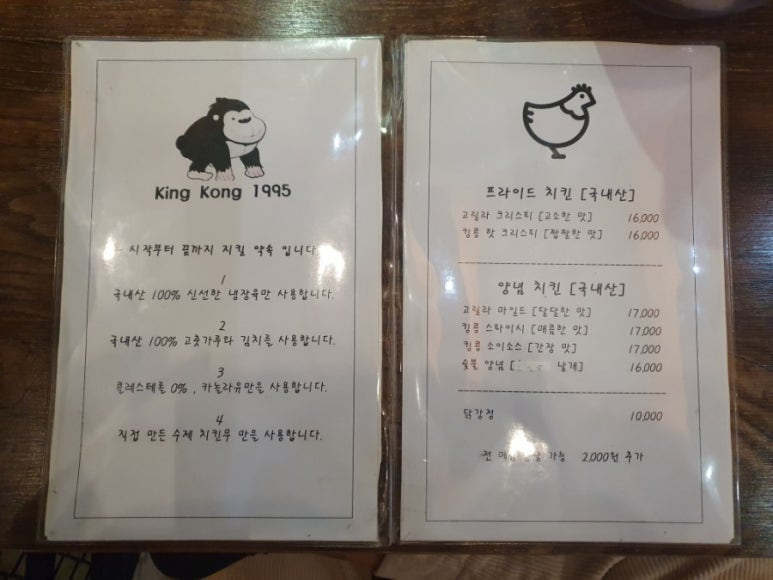 King Kong 1995
- 시작부터 끝까지 지킬 약속 입니다
1
국내산 100% 신선한 냉장육만 사용합니다.
2
국내산 100% 고춧가루와 김치를 사용합니다.
3
콜레스테롤 0% , 카놀라유만을 사용합니다.
4
직접 만든 수제 치킨무 만을 사용합니다.
프라이드 치킨 [국내산]
고릴라 크리스티 [고소한 맛] 16,000
킹콩 핫 크리스티 [짭짤한 맛] 16,000
양념 치킨 [국내산]
고릴라 마일드 [달달한 맛] 17,000
킹콩 스타이시 [매콤한 맛] 17,000
킹콩 소이소스 [간장 맛] 17,000
숯불 양념 [ 날개] 16,000
닭강정 10,000
전 가능 2,000원 추가